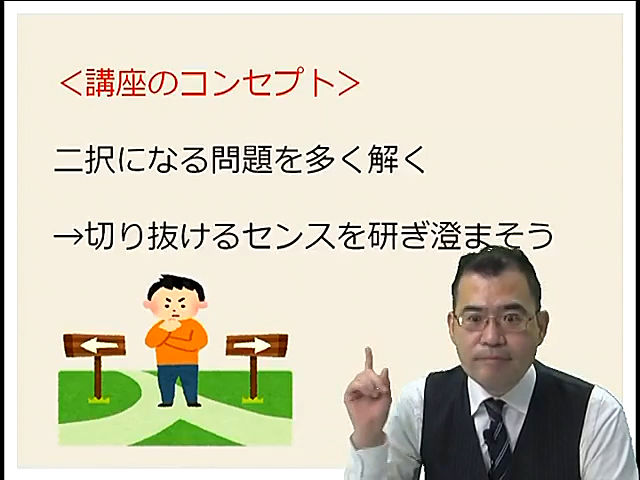 ＜講座のコンセプト＞
二択になる問題を多く解く
→切り抜けるセンスを研ぎ澄まそう